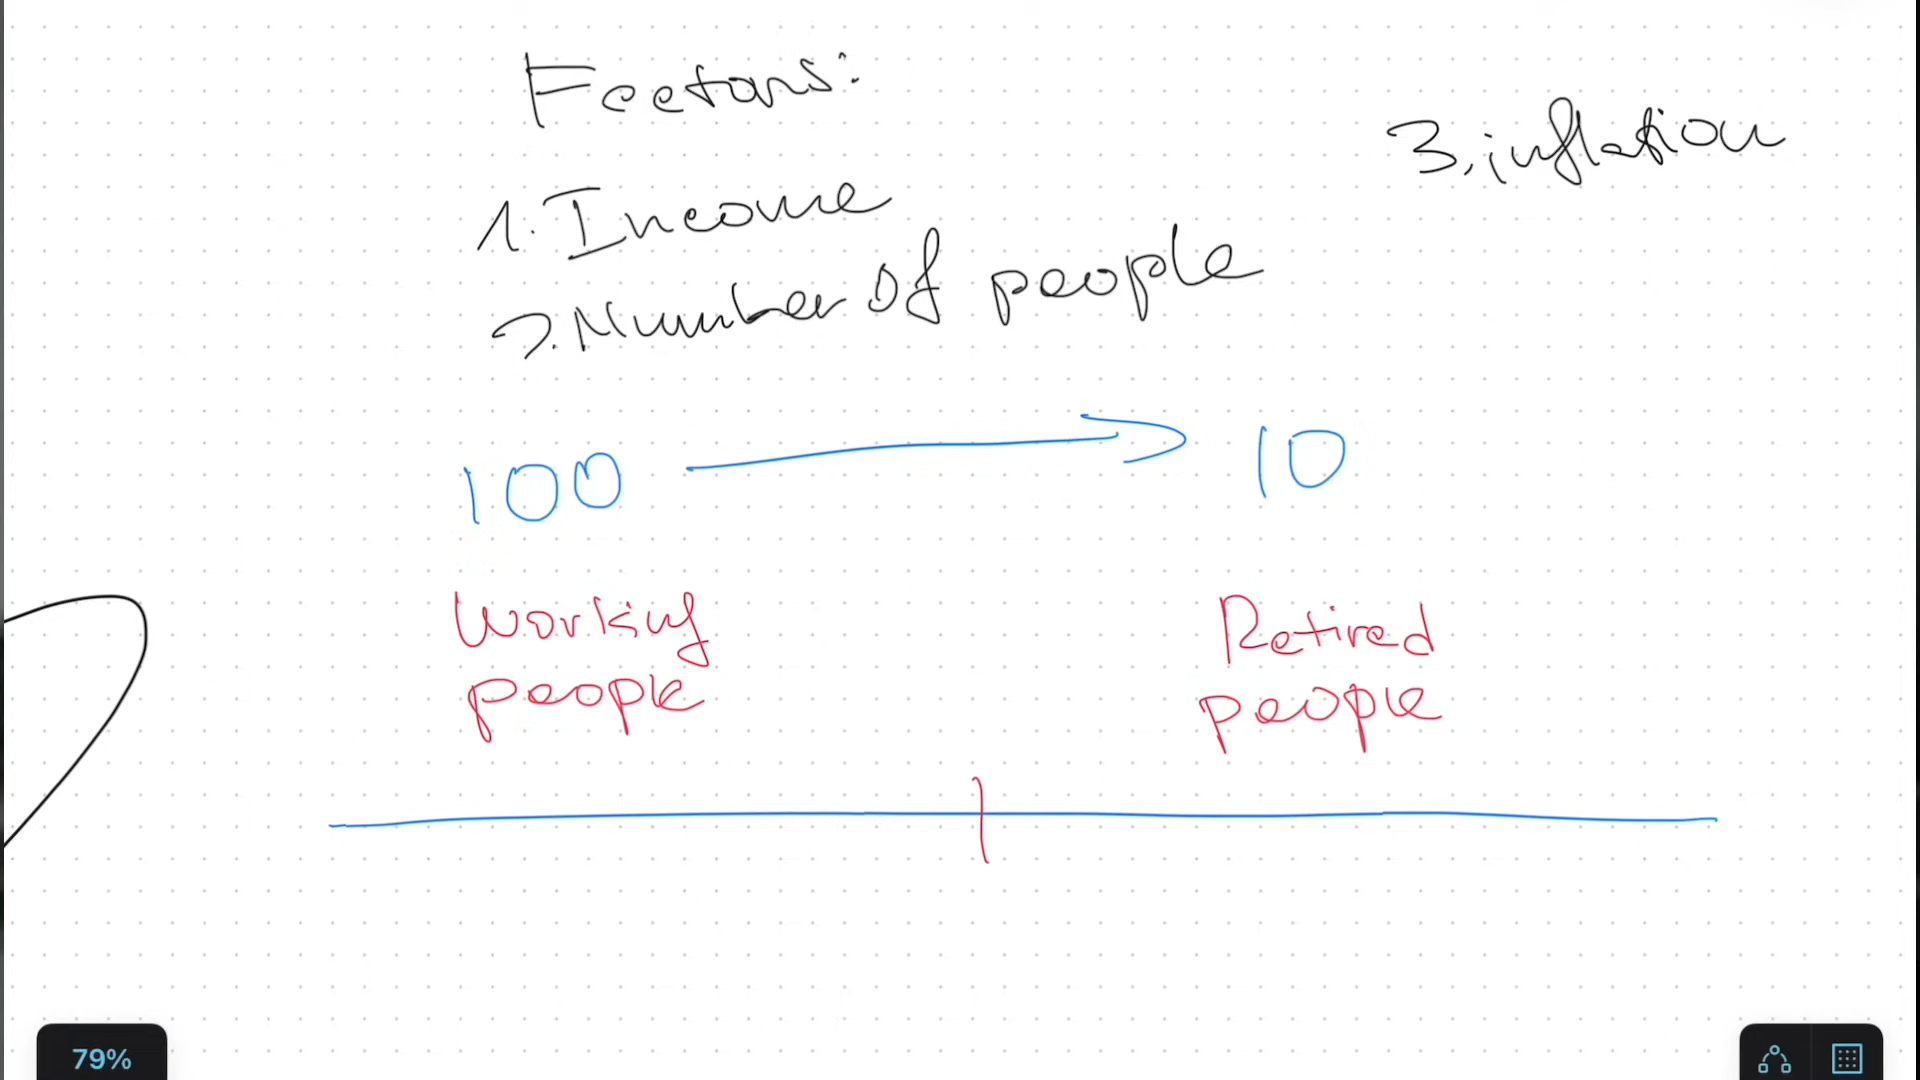 Factors:
3. inflation
1. Income
2. Number of people
100 → 10
Working people
Retired people
79%